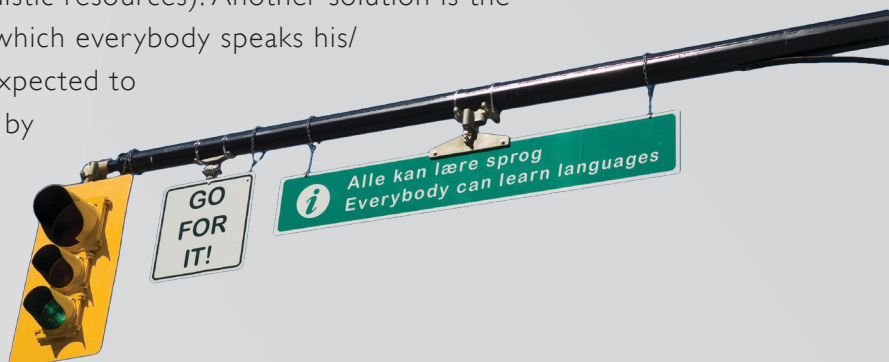 listic resources). Another solution is the
which everybody speaks his/
xpected to
by
GO
FOR
IT!
i
Alle kan lære sprog
Everybody can learn languages